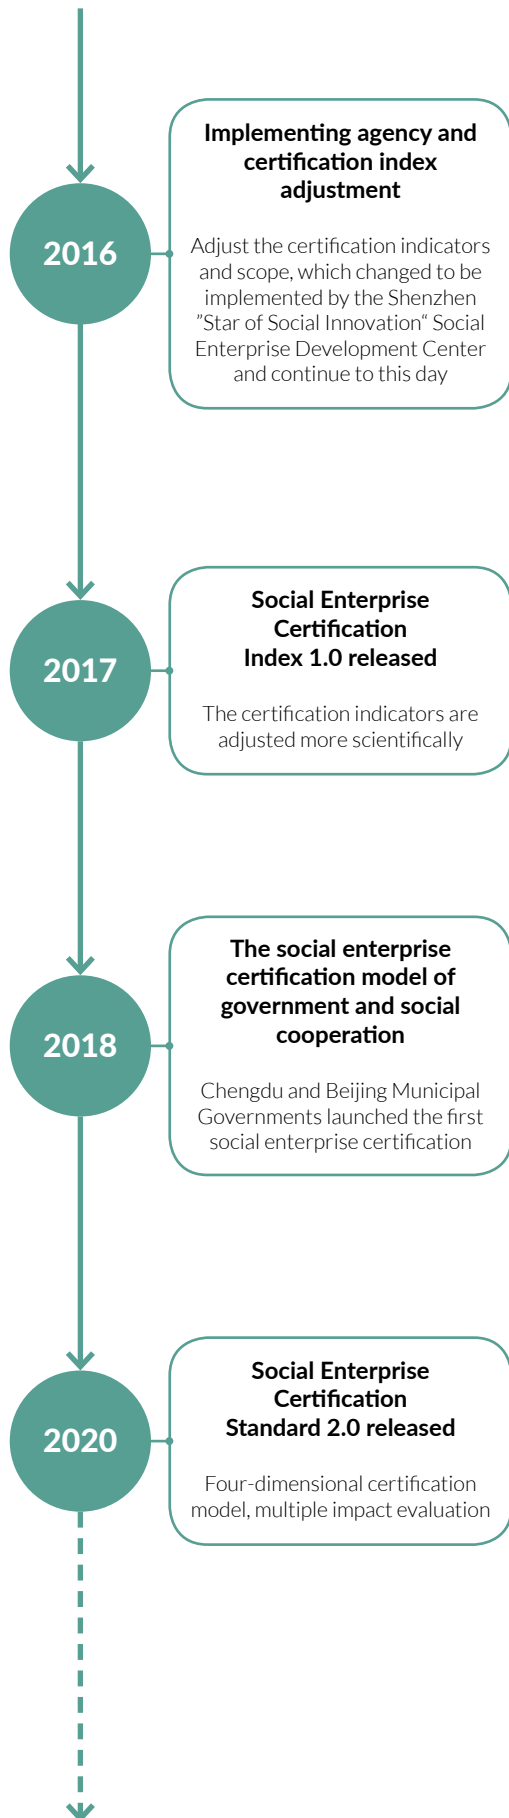 2016
Implementing agency and
certification index
adjustment
Adjust the certification indicators
and scope, which changed to be
implemented by the Shenzhen
”Star of Social Innovation“ Social
Enterprise Development Center
and continue to this day
2017
Social Enterprise
Certification
Index 1.0 released
The certification indicators are
adjusted more scientifically
2018
The social enterprise
certification model of
government and social
cooperation
Chengdu and Beijing Municipal
Governments launched the first
social enterprise certification
2020
Social Enterprise
Certification
Standard 2.0 released
Four-dimensional certification
model, multiple impact evaluation